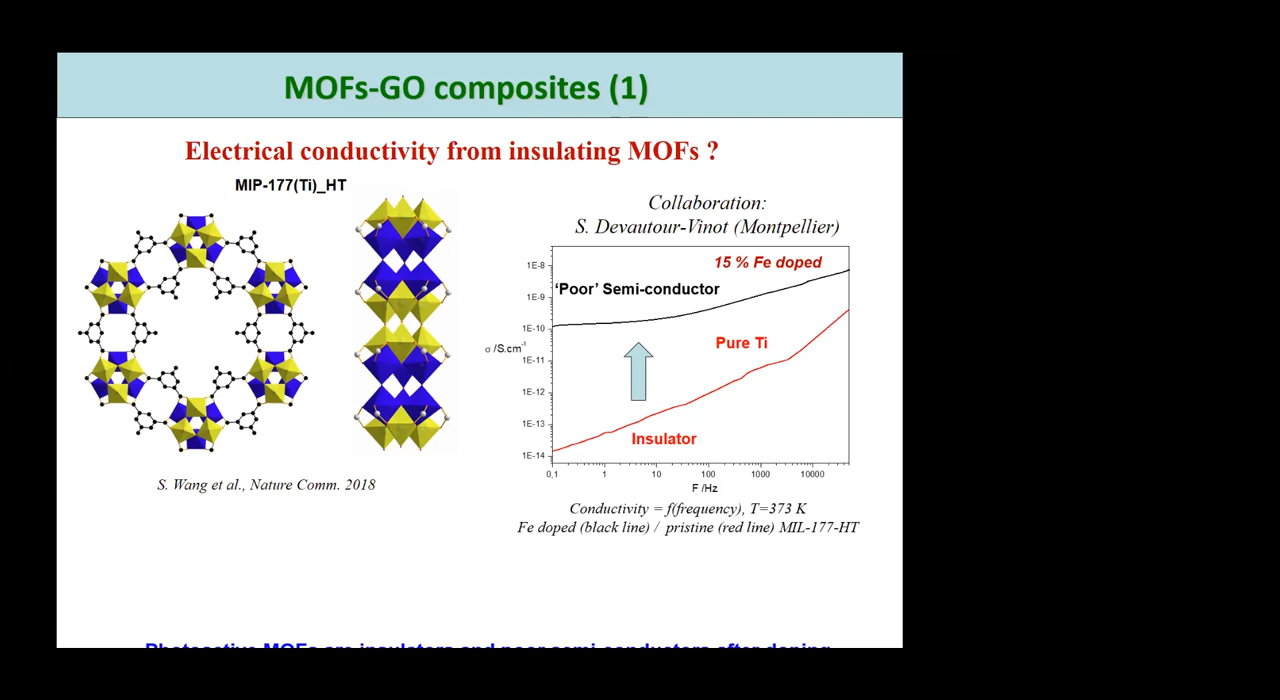 MOFs-GO composites (1)
Electrical conductivity from insulating MOFs ?
MIP-177(Ti)_HT
S. Wang et al., Nature Comm. 2018
Collaboration:
S. Devautour-Vinot (Montpellier)
15 % Fe doped
'Poor' Semi-conductor
Pure Ti
Insulator
σ /S.cm-1
1E-8
1E-9
1E-10
1E-11
1E-12
1E-13
1E-14
0,1 1 10 100 1000 10000
F /Hz
Conductivity = f(frequency), T=373 K
Fe doped (black line) / pristine (red line) MIL-177-HT
Photoactive MOFs are insulators and poor semi-conductors after doping